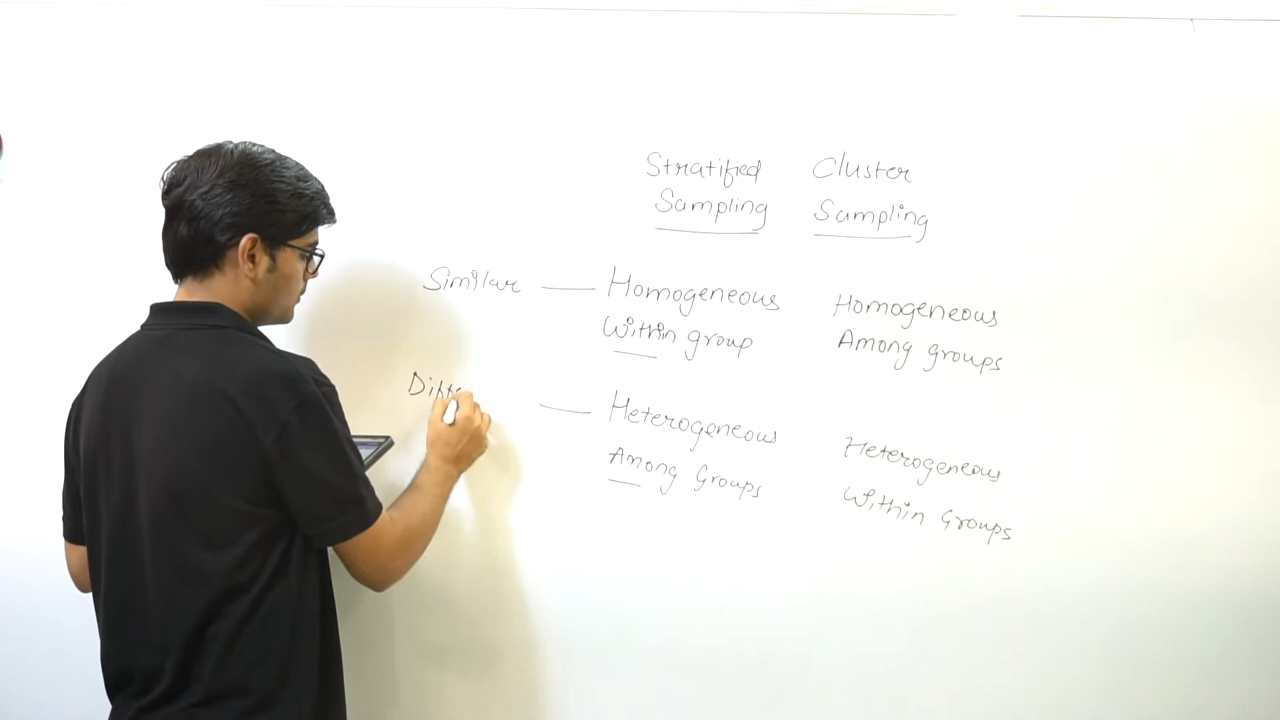 Stratified Sampling
Cluster Sampling
Similar — Homogeneous Within group
Homogeneous Among groups
— Heterogeneous Among Groups
Heterogeneous Within Groups